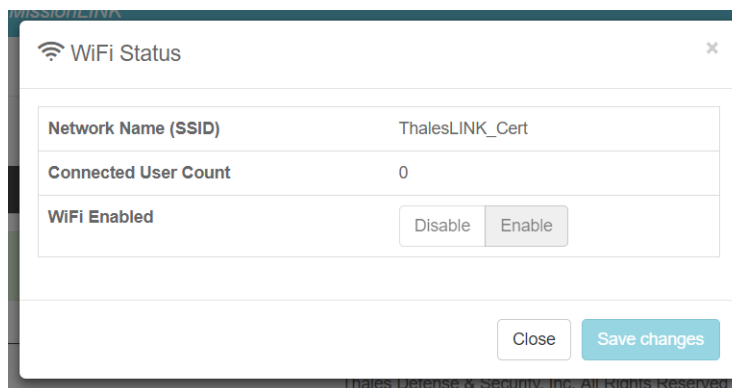 MissionLINK
WiFi Status ×
Network Name (SSID) ThalesLINK_Cert
Connected User Count 0
WiFi Enabled Disable Enable
Close Save changes
Thales Defense & Security, Inc. All Rights Reserved